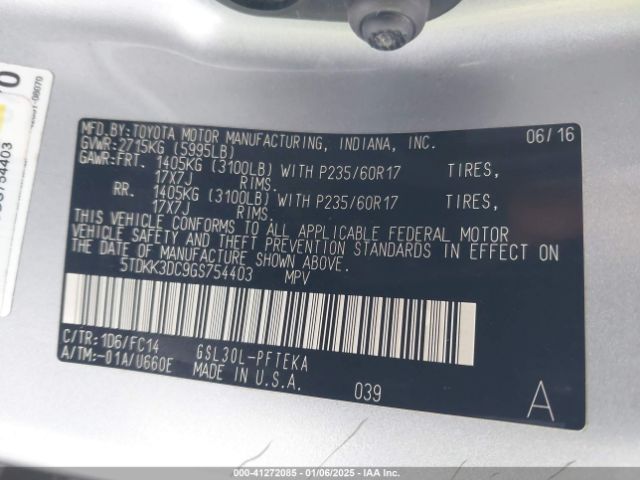 MFD.BY:TOYOTA MOTOR MANUFACTURING, INDIANA, INC. 06/16
GVWR:2715KG (5995LB)
GAWR:FRT. 1405KG (3100LB) WITH P235/60R17 TIRES,
17X7J RIMS.
RR. 1405KG (3100LB) WITH P235/60R17 TIRES,
17X7J RIMS.
THIS VEHICLE CONFORMS TO ALL APPLICABLE FEDERAL MOTOR
VEHICLE SAFETY AND THEFT PREVENTION STANDARDS IN EFFECT ON
THE DATE OF MANUFACTURE SHOWN ABOVE.
5TDKK3DC9GS754403 MPV
C/TR:1D6/FC14 GSL30L-PFTEKA
A/TM:-01A/U660E MADE IN U.S.A. 039 A
000-41272085 - 01/06/2025 - IAA